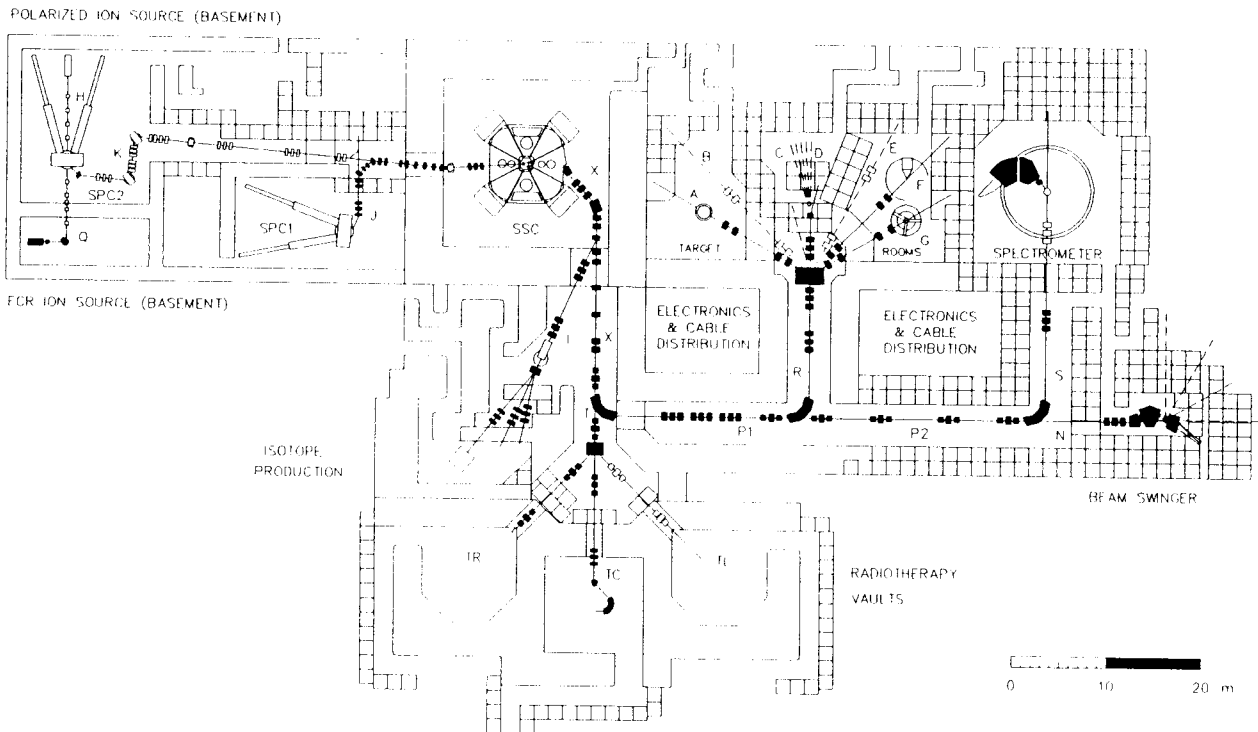 POLARIZED ION SOURCE (BASEMENT)
H
K
SPC2
Q
SPC1
J
ECR ION SOURCE (BASEMENT)
SSC
X
B
C
D
E
A
F
G
TARGET
ROOMS
SPECTROMETER
ELECTRONICS
& CABLE
DISTRIBUTION
ELECTRONICS
& CABLE
DISTRIBUTION
I
X
R
S
P1
P2
N
BEAM SWINGER
ISOTOPE
PRODUCTION
TR
TC
TL
RADIOTHERAPY
VAULTS
0
10
20 m